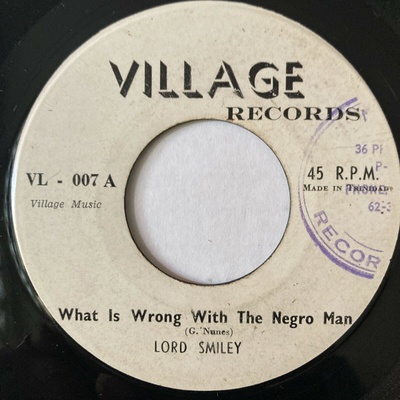 VILLAGE
RECORDS
VL - 007 A
Village Music
45 R.P.M.
MADE IN TRINIDAD
36
62-3
RECOR
What Is Wrong With The Negro Man
(G. Nunes)
LORD SMILEY